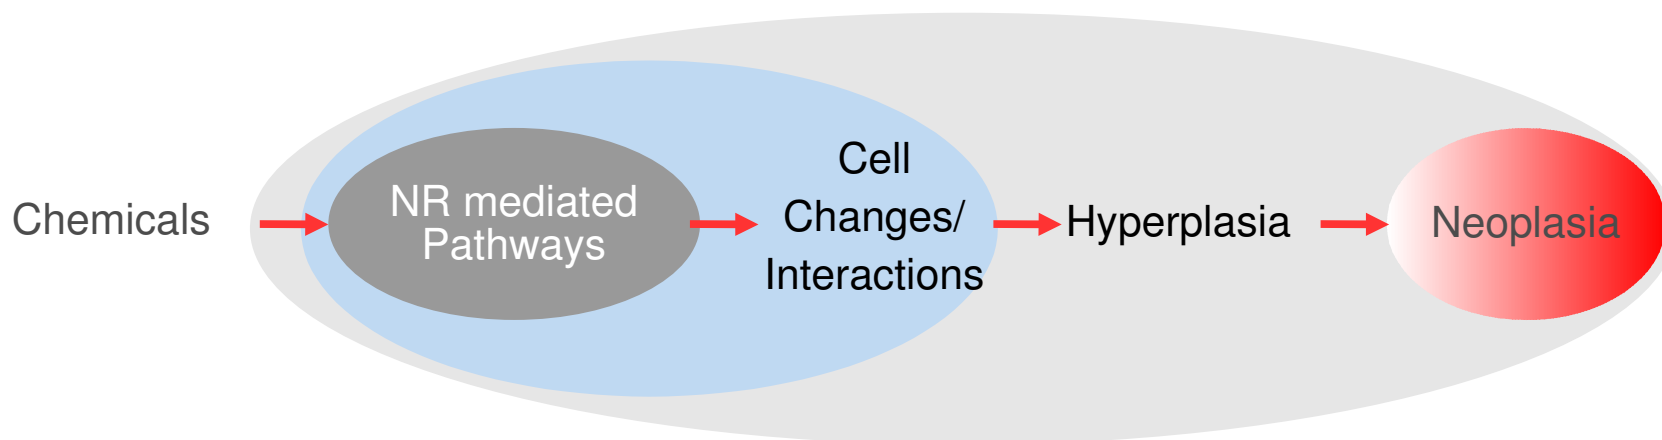 Chemicals
NR mediated
Pathways
Cell
Changes/
Interactions
Hyperplasia
Neoplasia